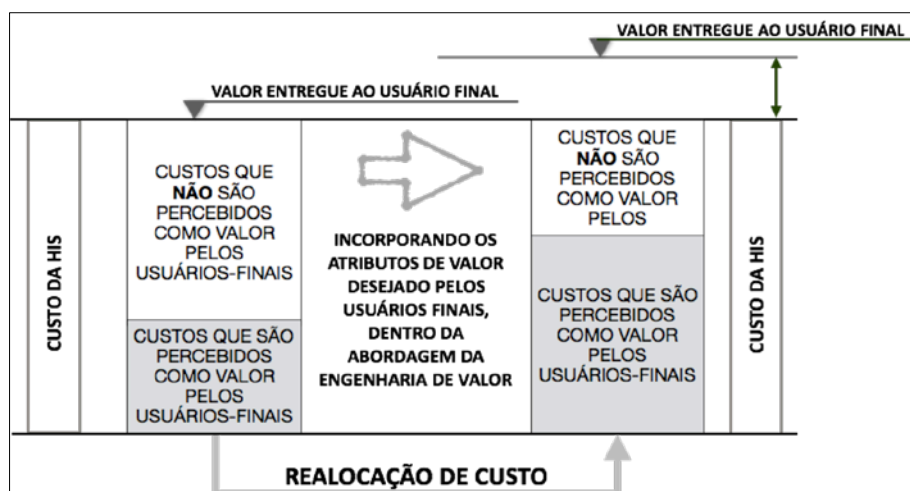 VALOR ENTREGUE AO USUÁRIO FINAL
VALOR ENTREGUE AO USUÁRIO FINAL
CUSTO DA HIS
CUSTOS QUE
NÃO SÃO
PERCEBIDOS
COMO VALOR
PELOS
USUÁRIOS-FINAIS
CUSTOS QUE SÃO
PERCEBIDOS
COMO VALOR
PELOS
USUÁRIOS-FINAIS
INCORPORANDO OS
ATRIBUTOS DE VALOR
DESEJADO PELOS
USUÁRIOS FINAIS,
DENTRO DA
ABORDAGEM DA
ENGENHARIA DE VALOR
CUSTOS QUE
NÃO SÃO
PERCEBIDOS
COMO VALOR
PELOS
CUSTOS QUE SÃO
PERCEBIDOS
COMO VALOR
PELOS
USUÁRIOS-FINAIS
CUSTO DA HIS
REALOCAÇÃO DE CUSTO